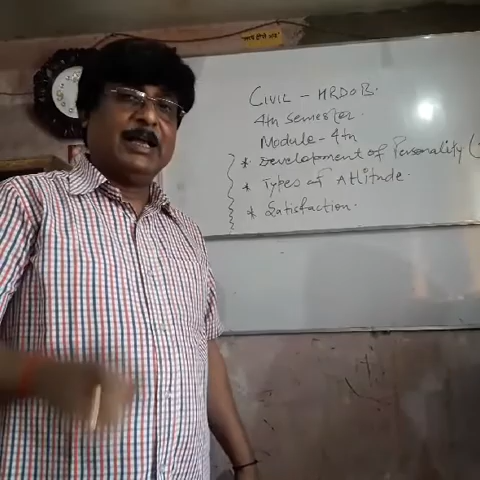 CIVIL - HRDOB.
4th semester.
Module - 4th
* Development of Personality (
* Types of Attitude.
* Satisfaction.